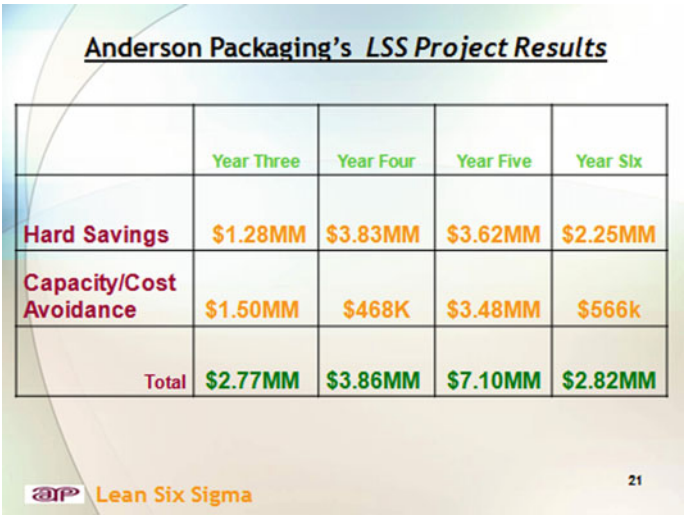 Anderson Packaging's LSS Project Results
Year Three Year Four Year Five Year Six
Hard Savings $1.28MM $3.83MM $3.62MM $2.25MM
Capacity/Cost
Avoidance $1.50MM $468K $3.48MM $566k
Total $2.77MM $3.86MM $7.10MM $2.82MM
21
arp Lean Six Sigma